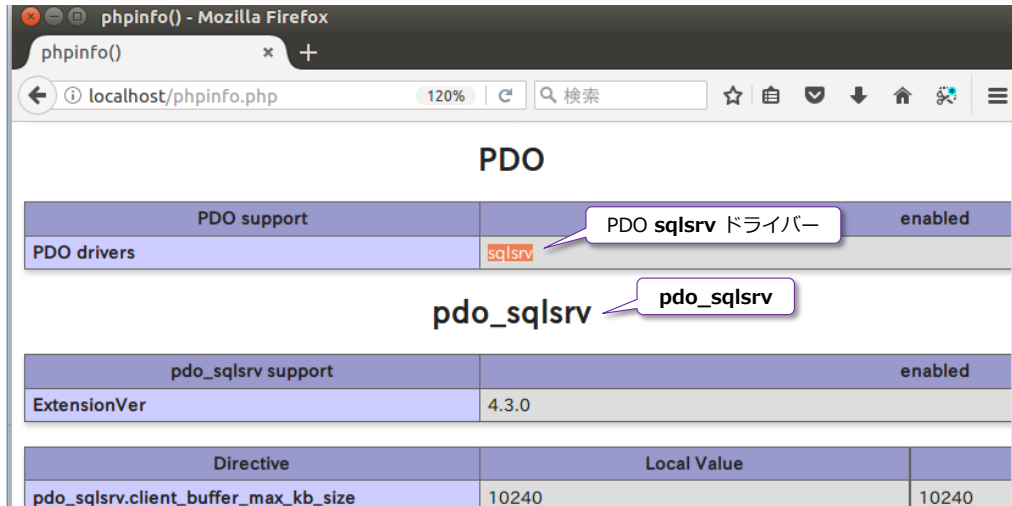 phpinfo() - Mozilla Firefox
phpinfo()
localhost/phpinfo.php 120% 検索
PDO
PDO support enabled
PDO sqlsrv ドライバー
PDO drivers sqlsrv
pdo_sqlsrv
pdo_sqlsrv
pdo_sqlsrv support enabled
ExtensionVer 4.3.0
Directive Local Value
pdo_sqlsrv.client_buffer_max_kb_size 10240 10240